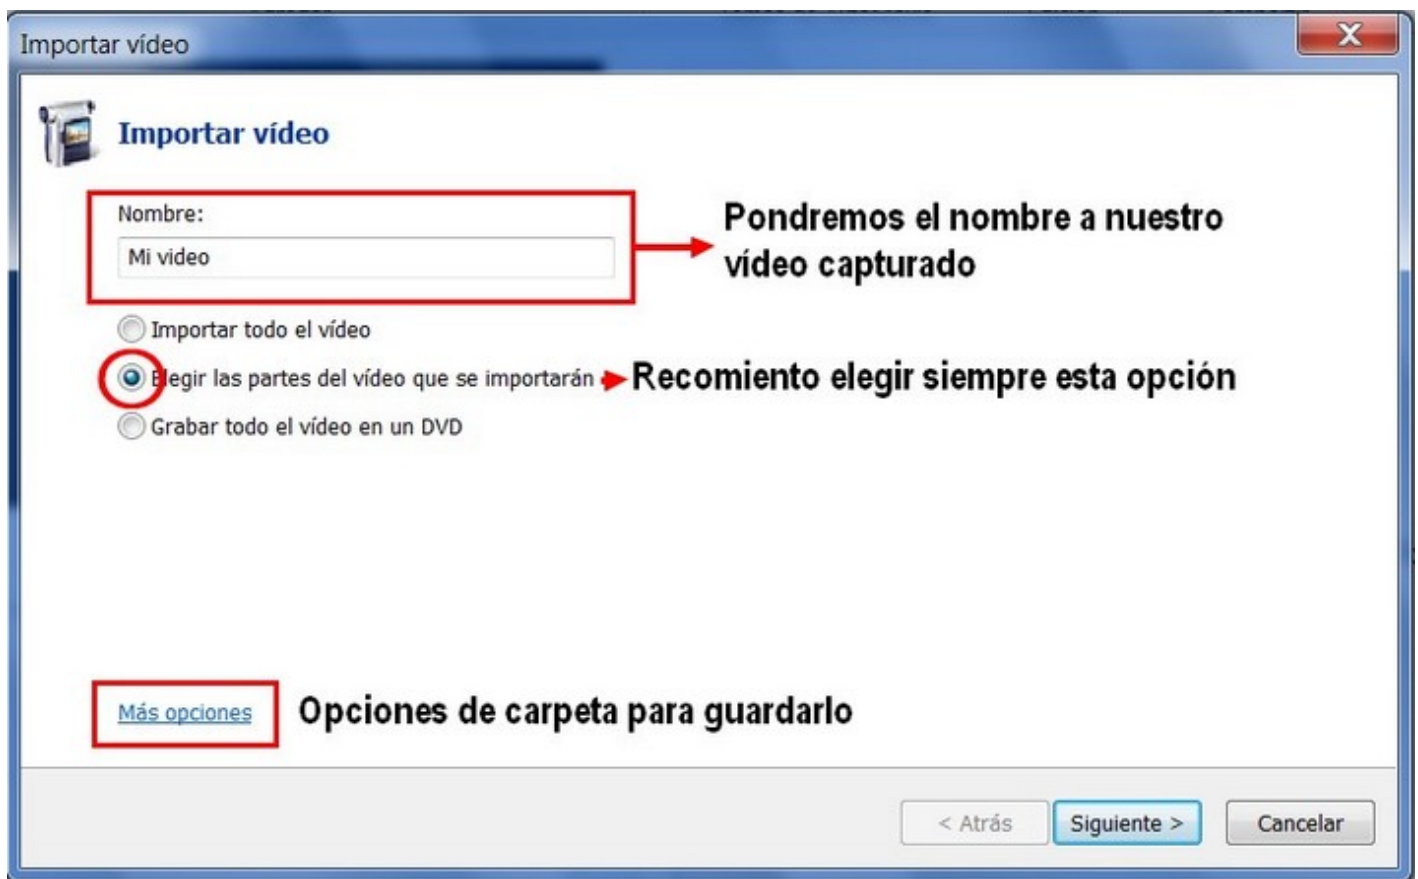 Importar vídeo
Importar vídeo
Nombre:
Mi video
Pondremos el nombre a nuestro
vídeo capturado
Importar todo el vídeo
Elegir las partes del vídeo que se importarán
Recomiento elegir siempre esta opción
Grabar todo el vídeo en un DVD
Más opciones
Opciones de carpeta para guardarlo
< Atrás
Siguiente >
Cancelar